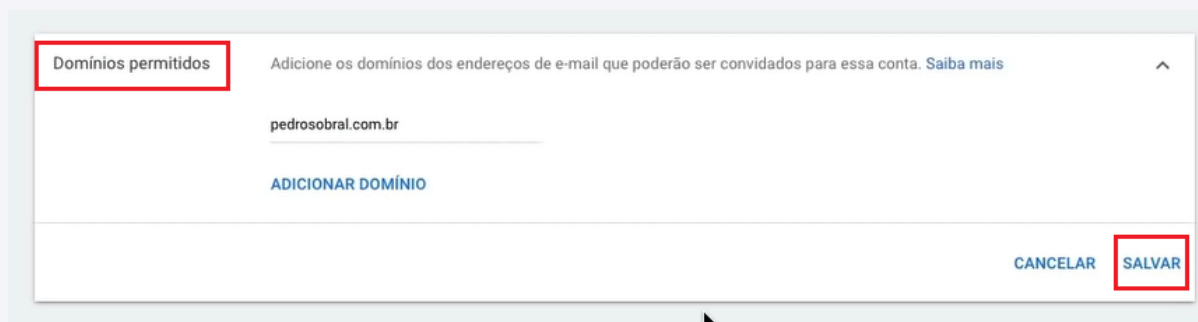 Domínios permitidos
Adicione os domínios dos endereços de e-mail que poderão ser convidados para essa conta. Saiba mais
pedrosobral.com.br
ADICIONAR DOMÍNIO
CANCELAR SALVAR